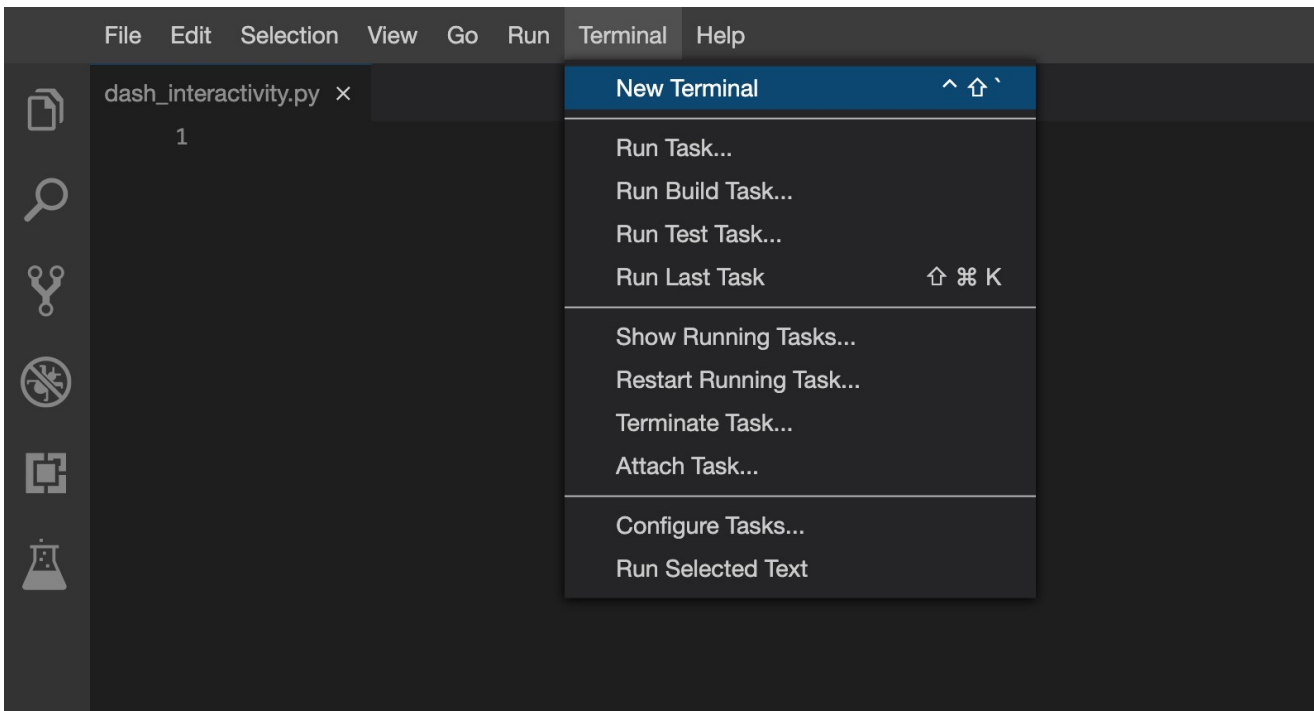 File Edit Selection View Go Run Terminal Help
dash_interactivity.py ×
1
New Terminal ^ ⇧ `
Run Task...
Run Build Task...
Run Test Task...
Run Last Task ⇧ ⌘ K
Show Running Tasks...
Restart Running Task...
Terminate Task...
Attach Task...
Configure Tasks...
Run Selected Text